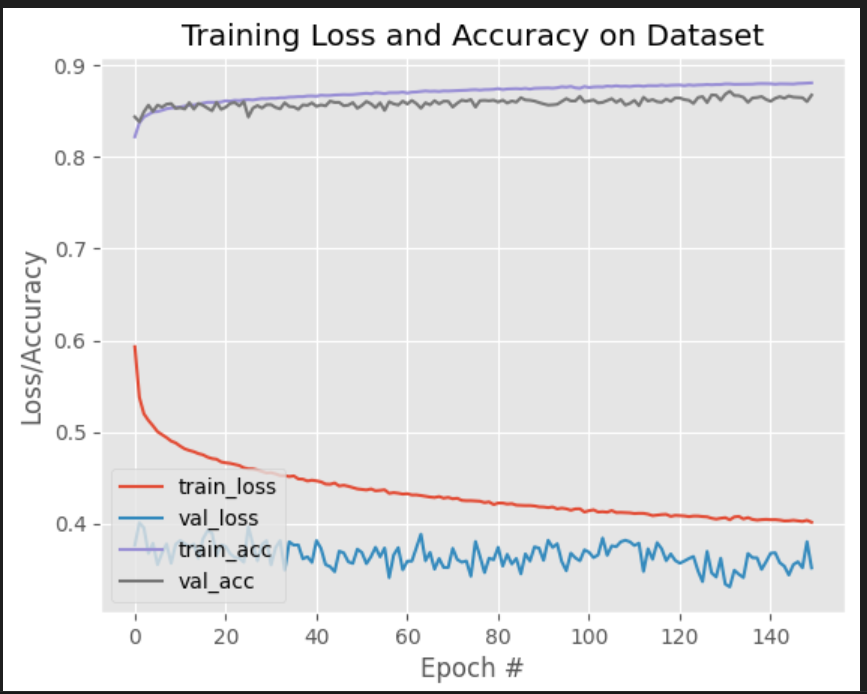 Training Loss and Accuracy on Dataset
Loss/Accuracy
0.9
0.8
0.7
0.6
0.5
0.4
train_loss
val_loss
train_acc
val_acc
0 20 40 60 80 100 120 140
Epoch #